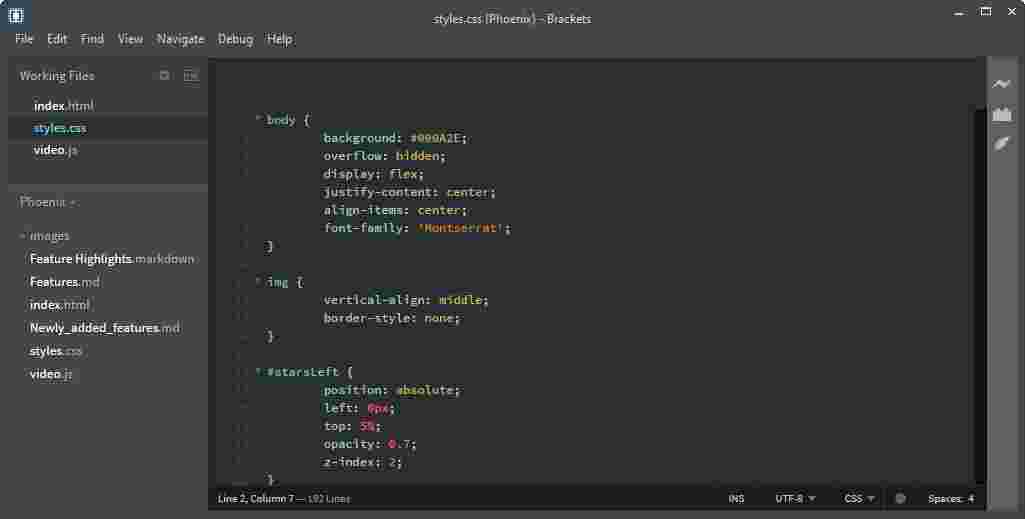 styles.css (Phoenix) - Brackets
File Edit Find View Navigate Debug Help
Working Files
index.html
styles.css
video.js
Phoenix
images
Feature Highlights.markdown
Features.md
index.html
Newly_added_features.md
styles.css
video.js
body {
background: #000A2E;
overflow: hidden;
display: flex;
justify-content: center;
align-items: center;
font-family: 'Montserrat';
}
img {
vertical-align: middle;
border-style: none;
}
#starsLeft {
position: absolute;
left: 0px;
top: 5%;
opacity: 0.7;
z-index: 2;
}
Line 2, Column 7 — 192 Lines
INS UTF-8 CSS Spaces: 4